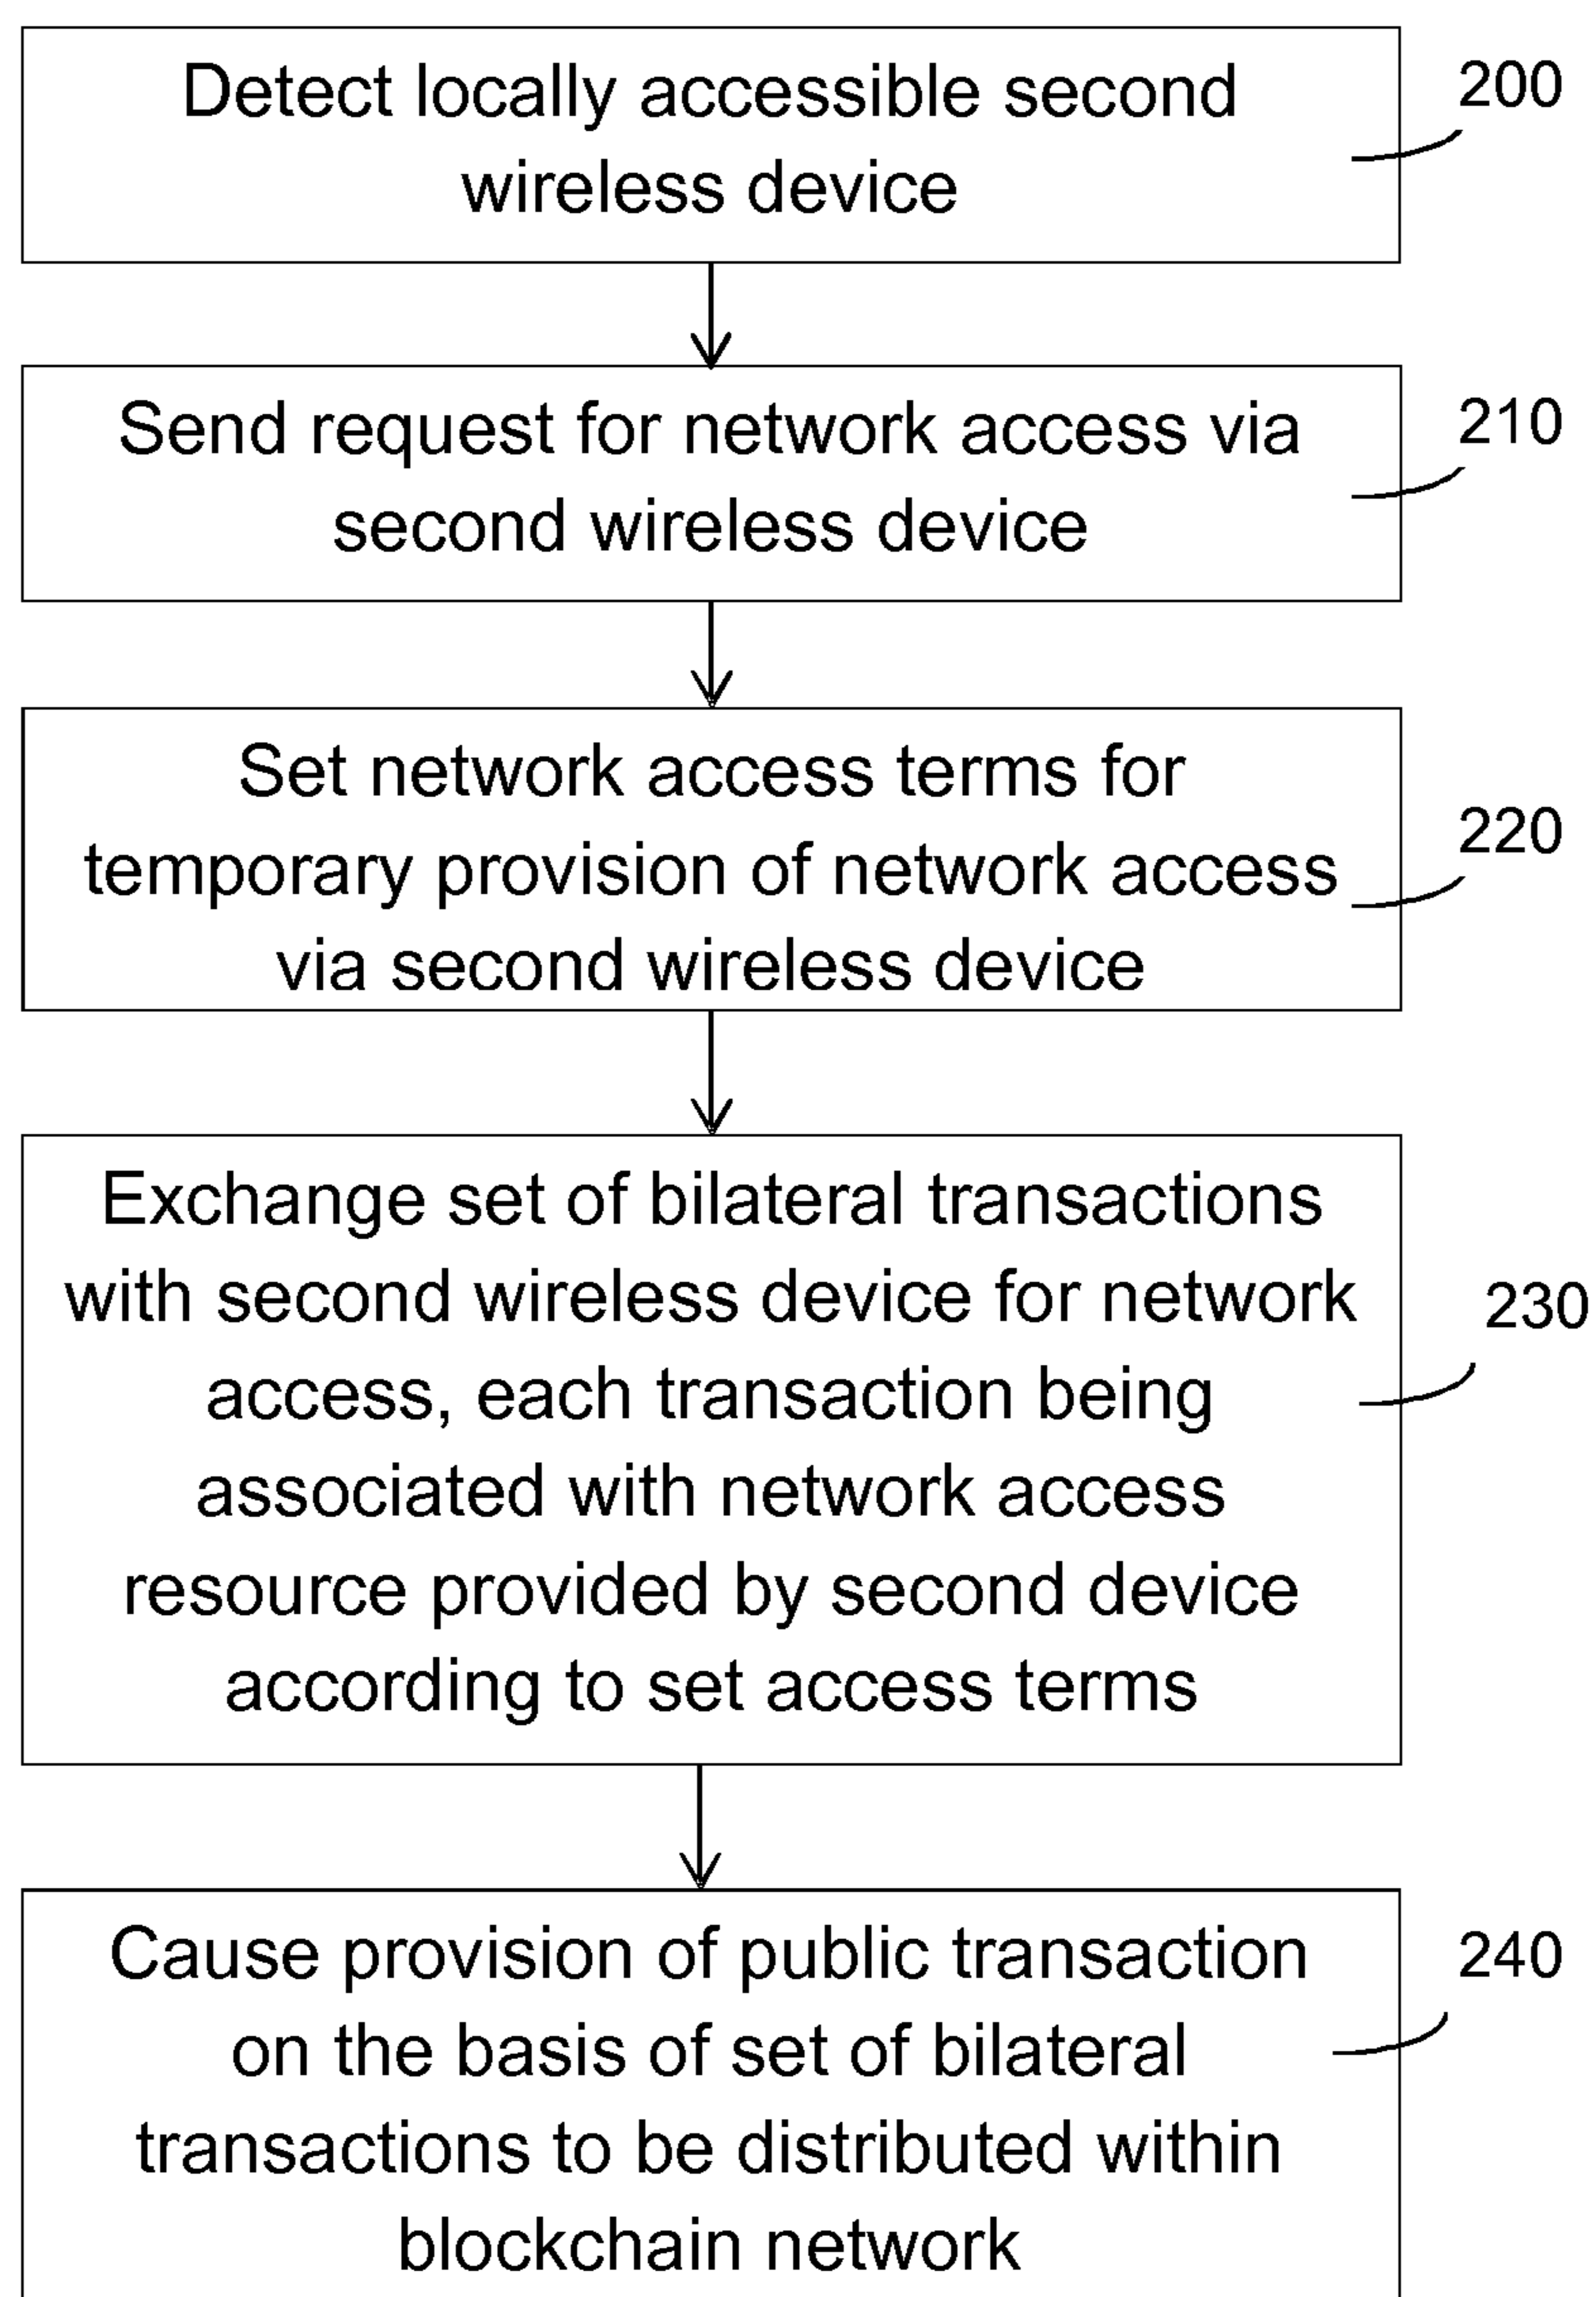 Detect locally accessible second
wireless device
200
Send request for network access via
second wireless device
210
Set network access terms for
temporary provision of network access
via second wireless device
220
Exchange set of bilateral transactions
with second wireless device for network
access, each transaction being
associated with network access
resource provided by second device
according to set access terms
230
Cause provision of public transaction
on the basis of set of bilateral
transactions to be distributed within
blockchain network
240